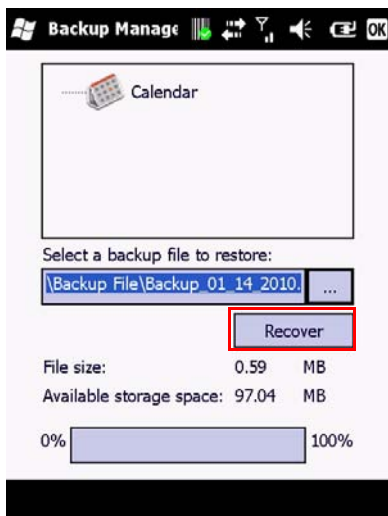 Backup Manage
OK
Calendar
Select a backup file to restore:
\Backup File\Backup_01_14_2010.
...
Recover
File size: 0.59 MB
Available storage space: 97.04 MB
0% 100%